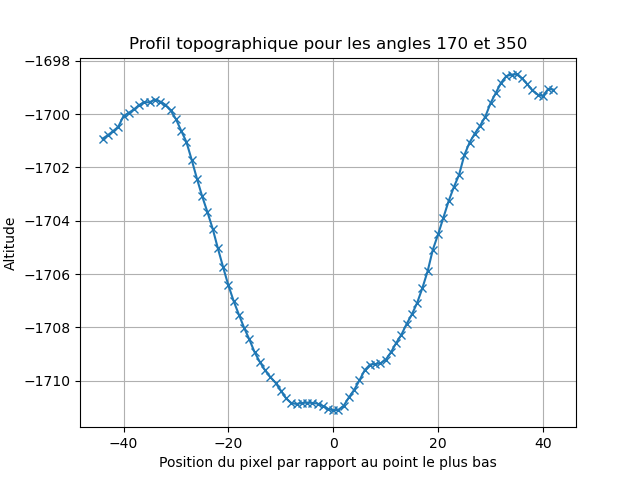 Profil topographique pour les angles 170 et 350
Altitude
−1698
−1700
−1702
−1704
−1706
−1708
−1710
−40 −20 0 20 40
Position du pixel par rapport au point le plus bas